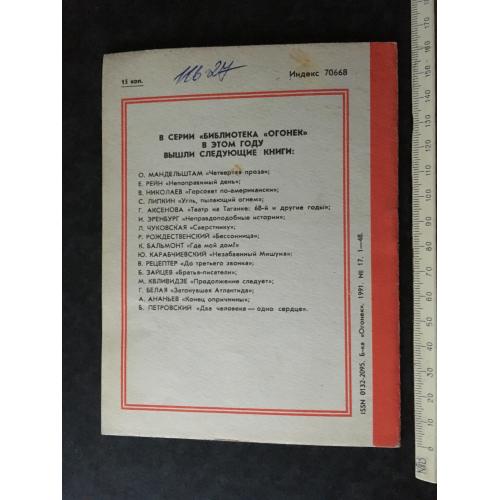 15 коп.
116-27
Индекс 70668
В СЕРИИ «БИБЛИОТЕКА «ОГОНЕК»
В ЭТОМ ГОДУ
ВЫШЛИ СЛЕДУЮЩИЕ КНИГИ:
О. МАНДЕЛЬШТАМ «Четвертая проза»;
Е. РЕЙН «Непоправимый день»;
В. НИКОЛАЕВ «Горсовет по-американски»;
С. ЛИПКИН «Угль, пылающий огнем»;
Г. АКСЕНОВА «Театр на Таганке: 68-й и другие годы»;
И. ЭРЕНБУРГ «Неправдоподобные истории»;
Л. ЧУКОВСКАЯ «Сверстнику»;
Р. РОЖДЕСТВЕНСКИЙ «Бессонница»;
К. БАЛЬМОНТ «Где мой дом?»;
Ю. КАРАБЧИЕВСКИЙ «Незабвенный Мишуня»;
В. РЕЦЕПТЕР «До третьего звонка»;
Б. ЗАЙЦЕВ «Братья-писатели»;
М. КВЛИВИДЗЕ «Продолжение следует»;
Г. БЕЛАЯ «Затонувшая Атлантида»;
А. АНАНЬЕВ «Конец опричнины»;
Б. ПЕТРОВСКИЙ «Два человека — одно сердце».
ISSN 0132-2095. Б-ка «Огонек», 1991. № 17. 1—48.